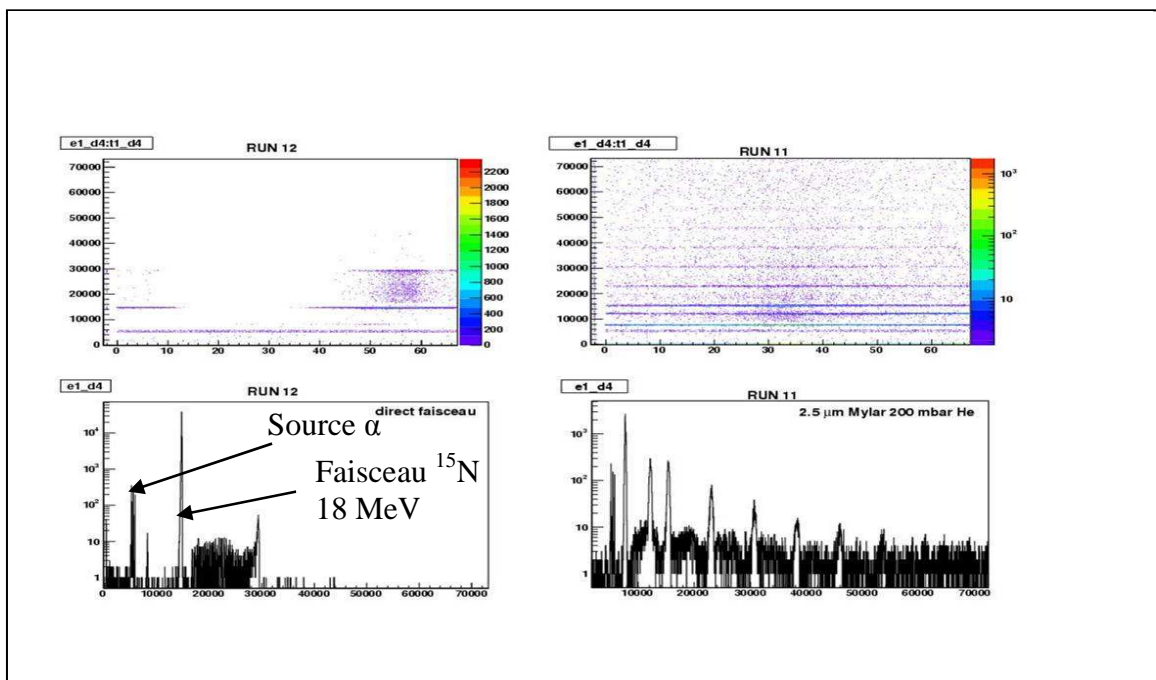 e1_d4:t1_d4
RUN 12
70000
60000
50000
40000
30000
20000
10000
0
0 10 20 30 40 50 60
2200
2000
1800
1600
1400
1200
1000
800
600
400
200
0
e1_d4:t1_d4
RUN 11
70000
60000
50000
40000
30000
20000
10000
0
0 10 20 30 40 50 60
10³
10²
10
e1_d4
RUN 12
direct faisceau
Source α
Faisceau ¹⁵N
18 MeV
10⁴
10³
10²
10
1
0 10000 20000 30000 40000 50000 60000 70000
e1_d4
RUN 11
2.5 μm Mylar 200 mbar He
10³
10²
10
1
10000 20000 30000 40000 50000 60000 70000